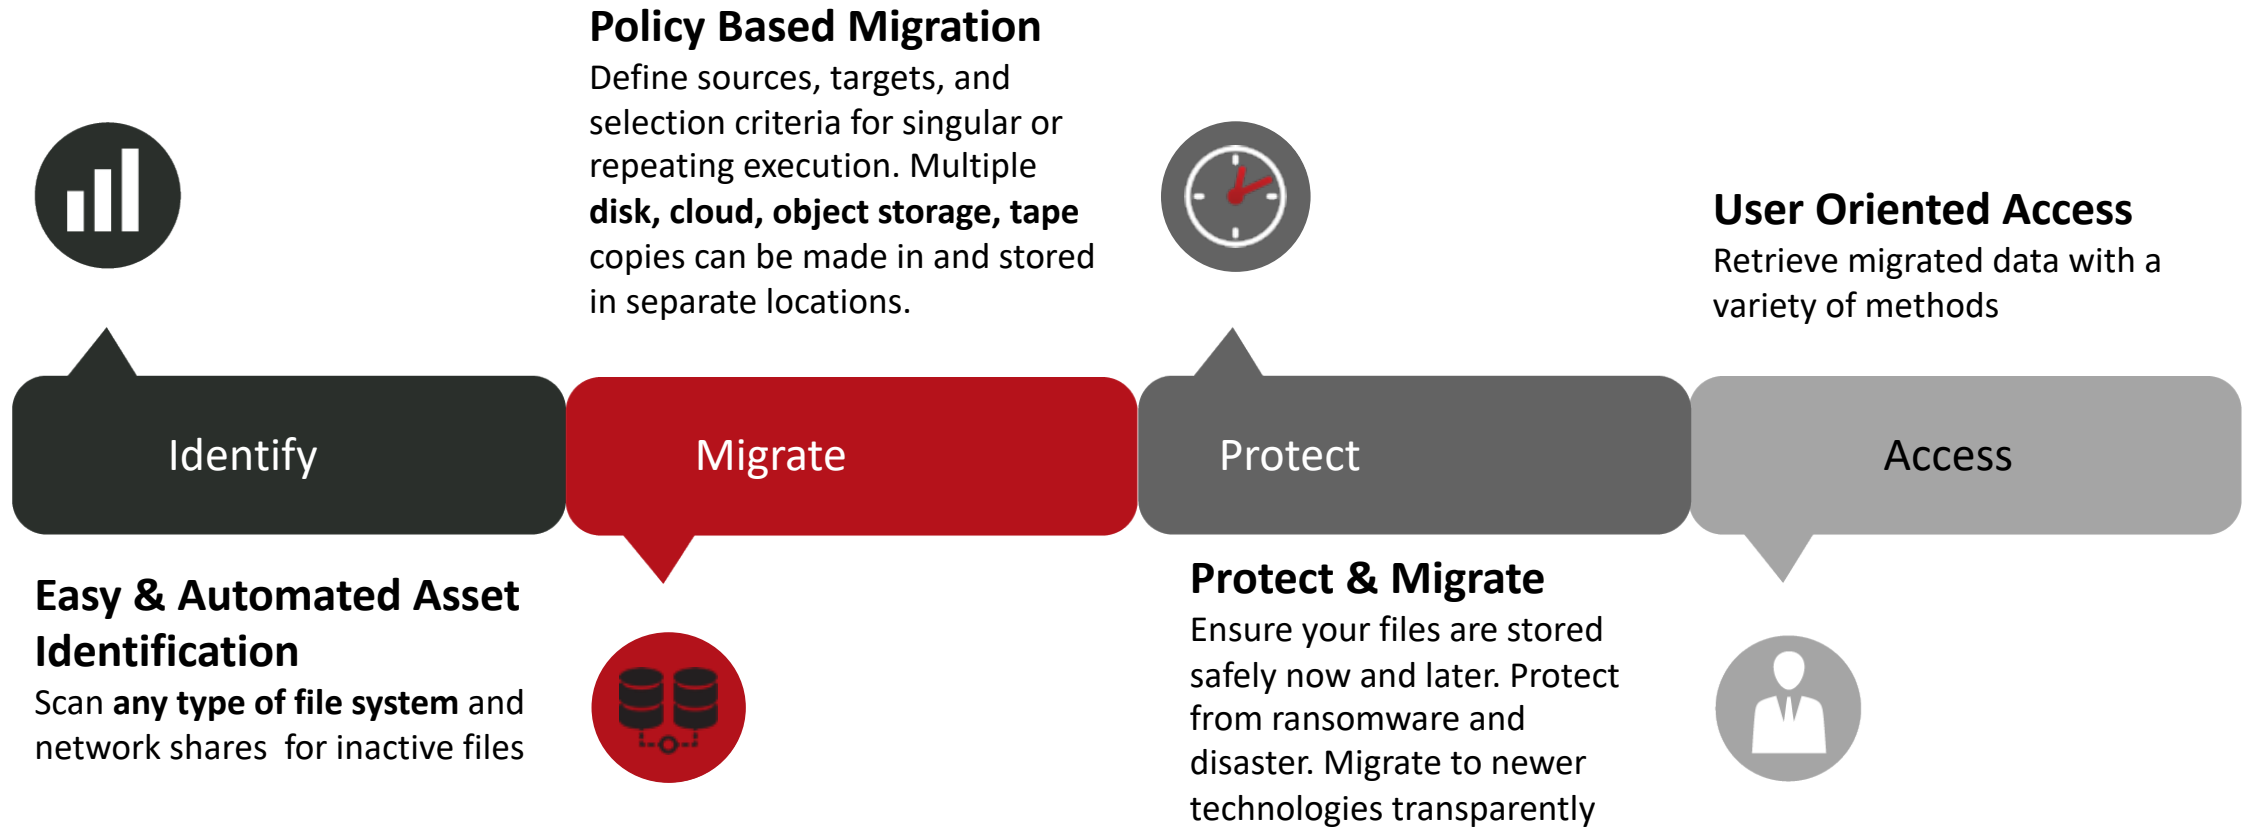 Policy Based Migration
Define sources, targets, and
selection criteria for singular or
repeating execution. Multiple
disk, cloud, object storage, tape
copies can be made in and stored
in separate locations.
User Oriented Access
Retrieve migrated data with a
variety of methods
Identify
Migrate
Protect
Access
Easy & Automated Asset
Identification
Scan any type of file system and
network shares for inactive files
Protect & Migrate
Ensure your files are stored
safely now and later. Protect
from ransomware and
disaster. Migrate to newer
technologies transparently